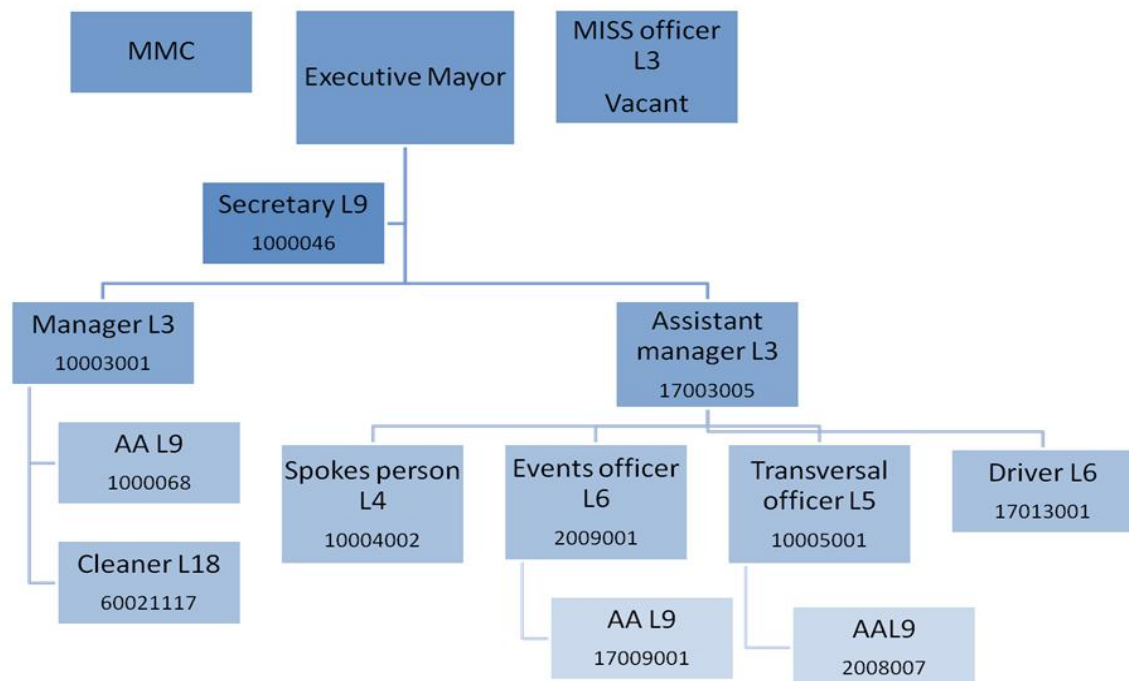 MMC
Executive Mayor
MISS officer
L3
Vacant
Secretary L9
1000046
Manager L3
10003001
Assistant
manager L3
17003005
AA L9
1000068
Cleaner L18
60021117
Spokes person
L4
10004002
Events officer
L6
2009001
Transversal
officer L5
10005001
Driver L6
17013001
AA L9
17009001
AAL9
2008007